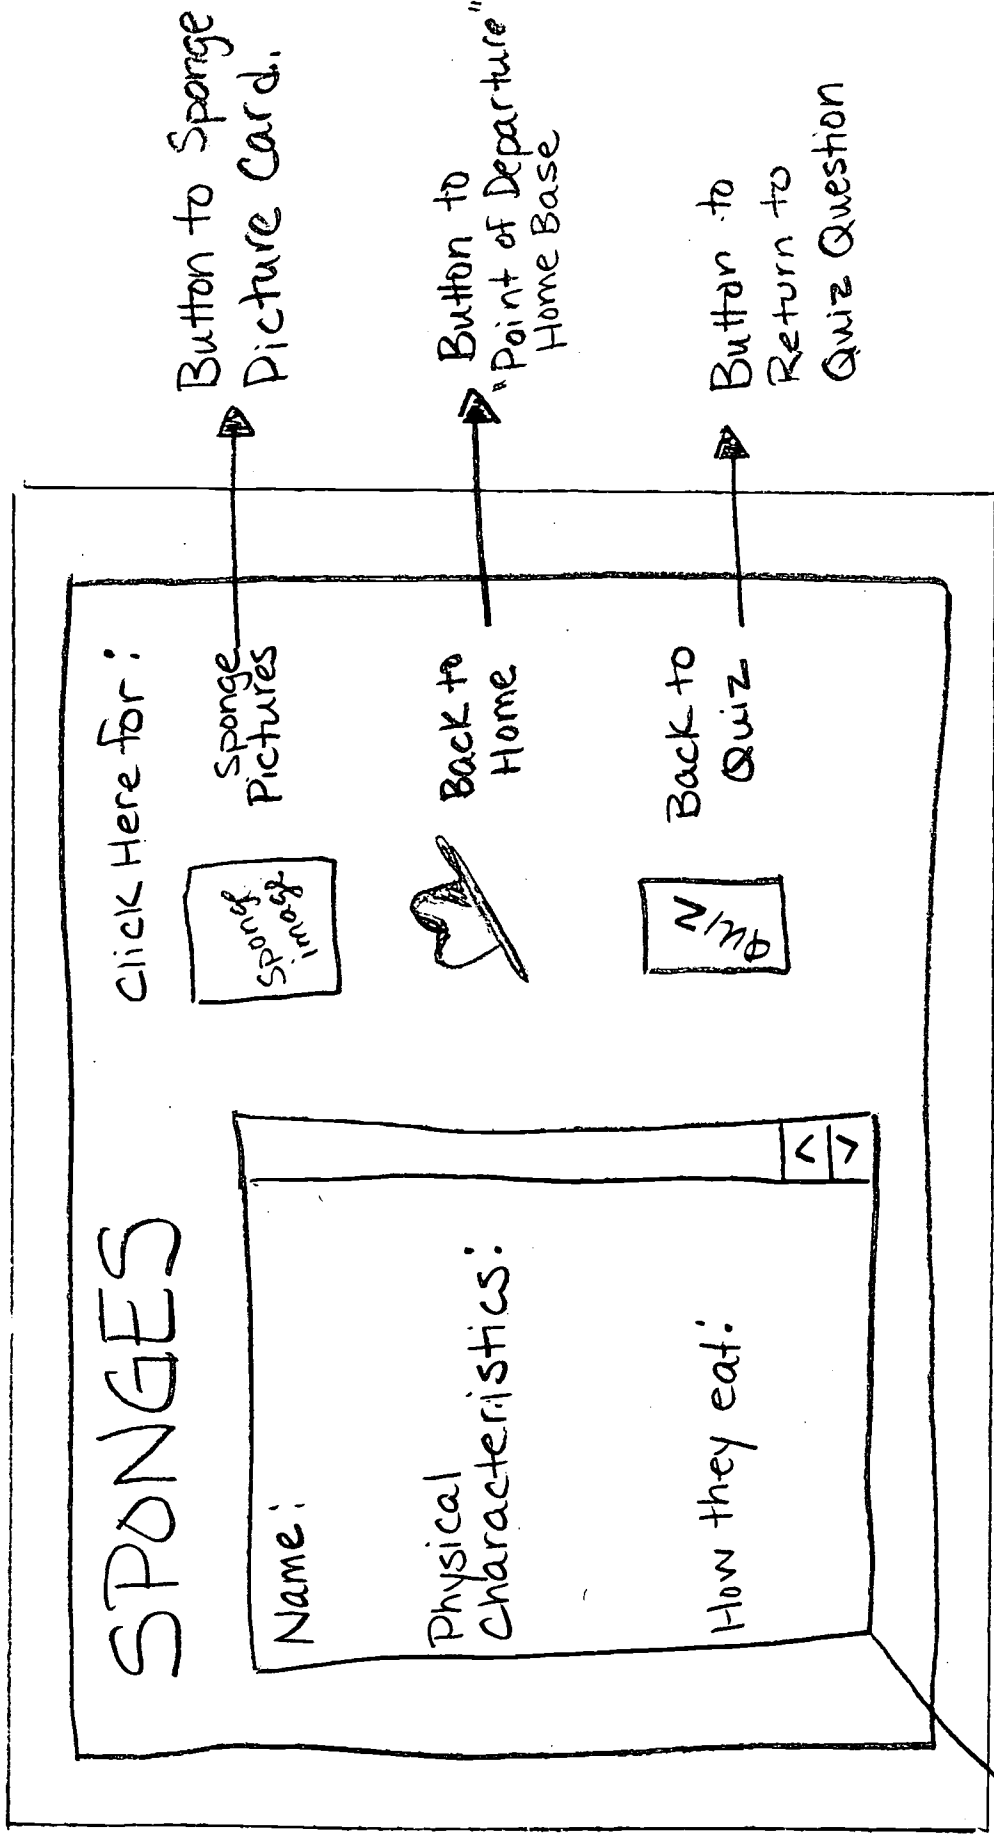 SPONGES
Name:
Physical
Characteristics:
How they eat:
Click Here for:
Sponge
image
Sponge
Pictures
Back to
Home
Quiz
Back to
Quiz
Button to Sponge
Picture Card.
Button to
"Point of Departure"
Home Base
Button to
Return to
Quiz Question